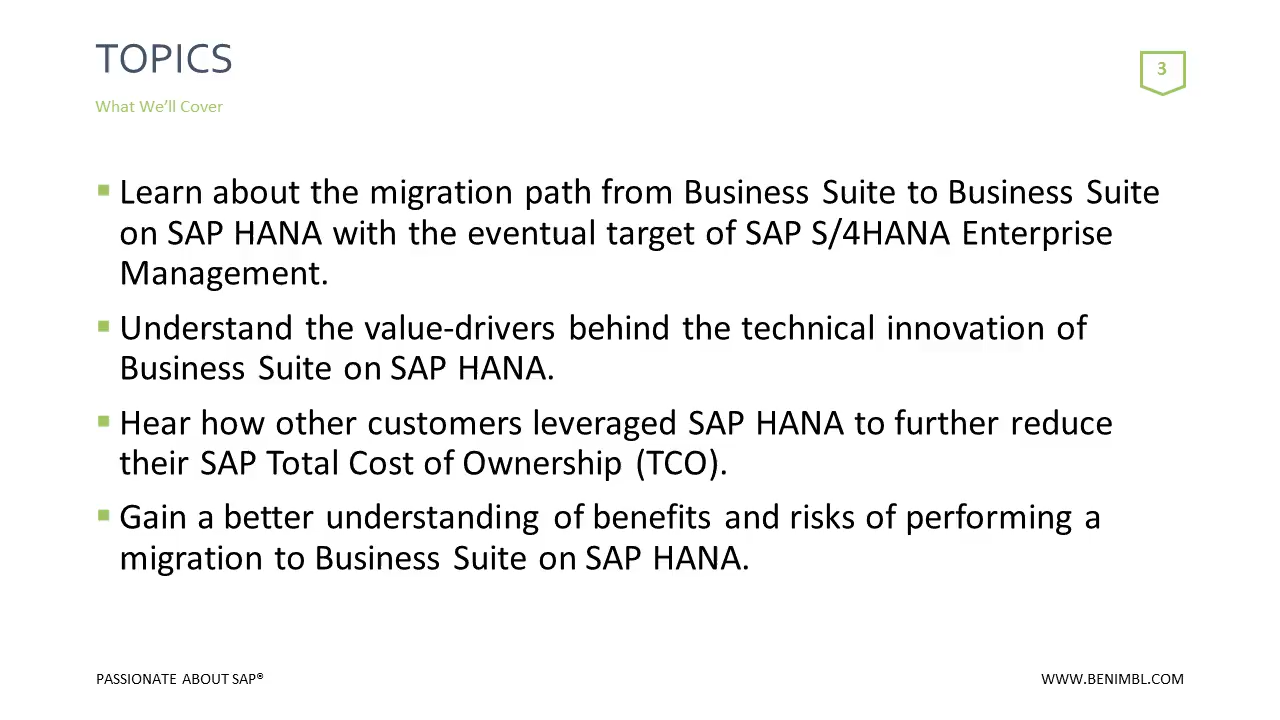 TOPICS
3
What We’ll Cover
Learn about the migration path from Business Suite to Business Suite
on SAP HANA with the eventual target of SAP S/4HANA Enterprise
Management.
Understand the value-drivers behind the technical innovation of
Business Suite on SAP HANA.
Hear how other customers leveraged SAP HANA to further reduce
their SAP Total Cost of Ownership (TCO).
Gain a better understanding of benefits and risks of performing a
migration to Business Suite on SAP HANA.
PASSIONATE ABOUT SAP®
WWW.BENIMBL.COM